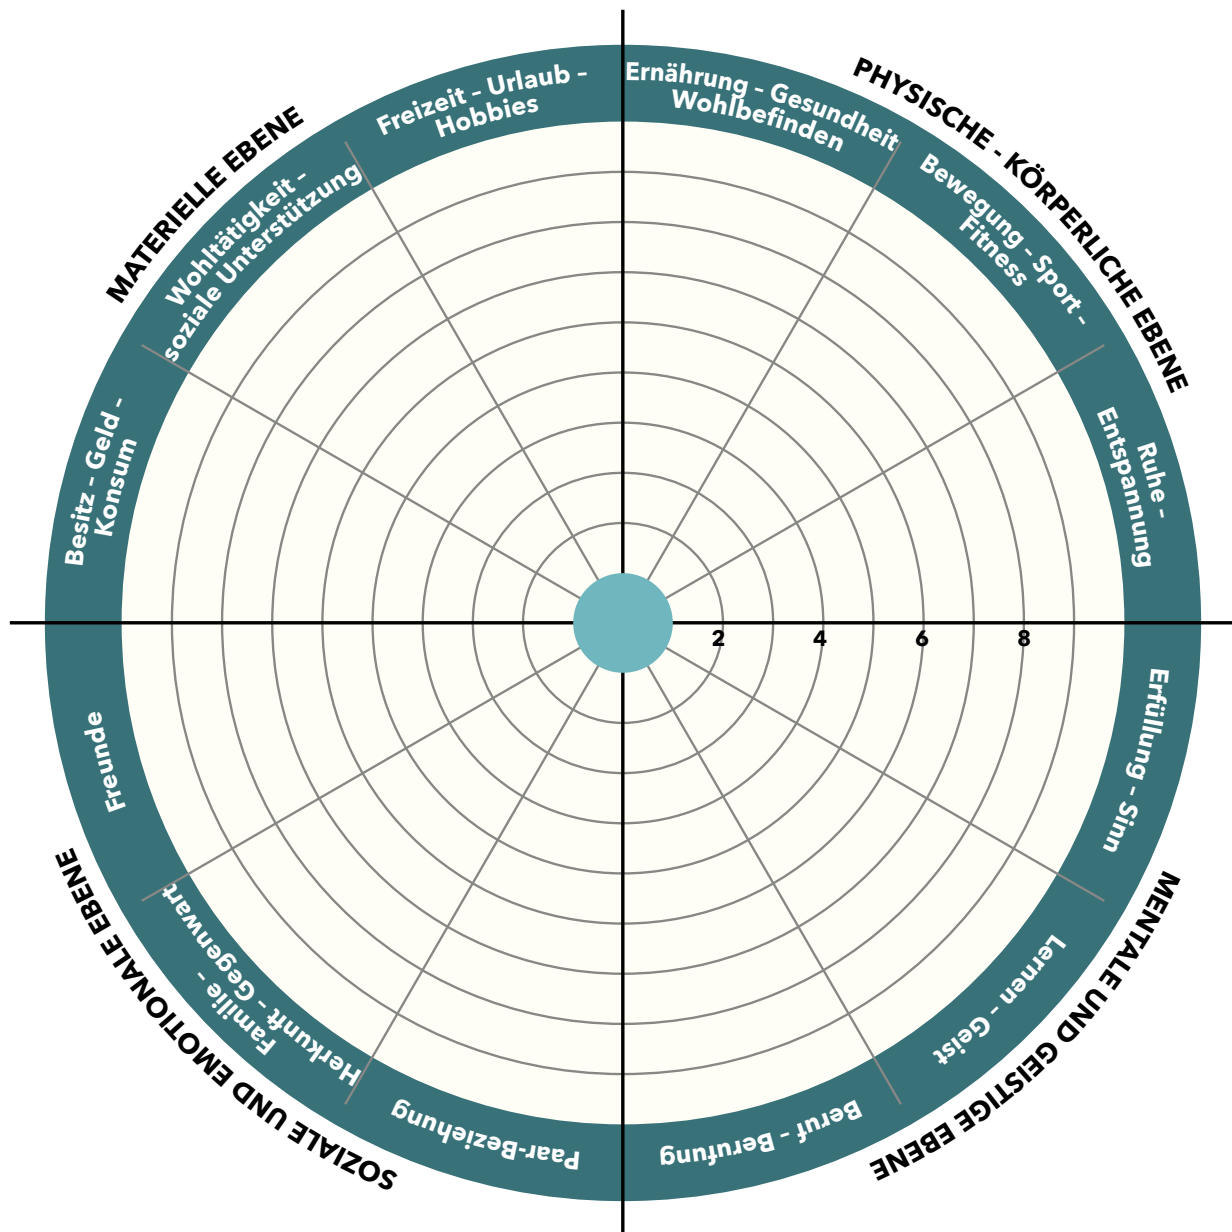 PHYSISCHE - KÖRPERLICHE EBENE
Ernährung – Gesundheit
Wohlbefinden
Bewegung – Sport –
Fitness
Ruhe –
Entspannung
MENTALE UND GEISTIGE EBENE
Erfüllung – Sinn
Lernen – Geist
Beruf – Berufung
SOZIALE UND EMOTIONALE EBENE
Paar-Beziehung
Familie –
Herkunft – Gegenwart
Freunde
MATERIELLE EBENE
Besitz – Geld –
Konsum
Wohltätigkeit –
soziale Unterstützung
Freizeit – Urlaub –
Hobbies
2 4 6 8